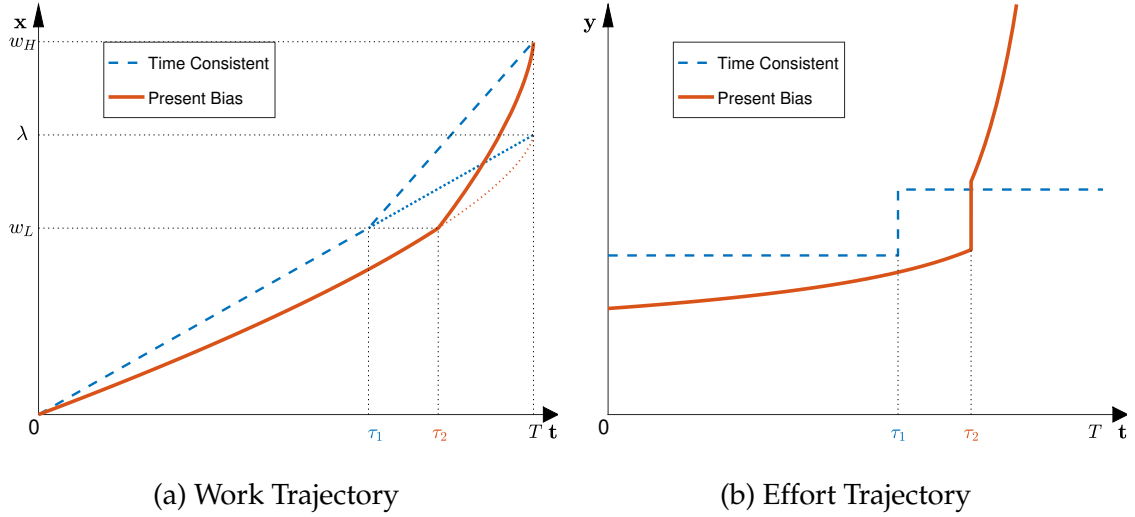 x
w_H
Time Consistent
Present Bias
λ
w_L
0
τ_1
τ_2
T t
(a) Work Trajectory
y
Time Consistent
Present Bias
0
τ_1
τ_2
T t
(b) Effort Trajectory